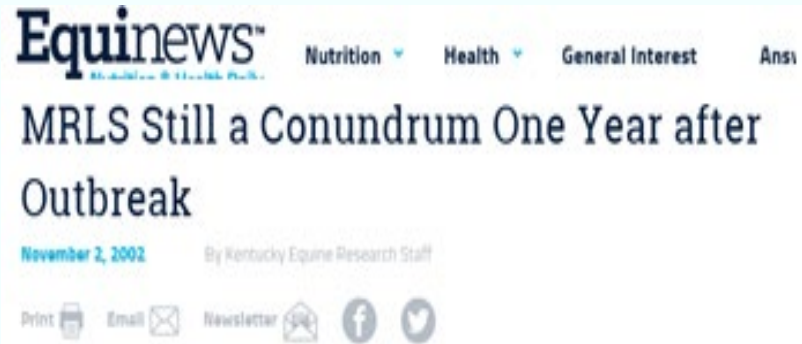 Equinews™
Nutrition Health General Interest
MRLS Still a Conundrum One Year after
Outbreak
November 2, 2002 By Kentucky Equine Research Staff
Print Email Newsletter